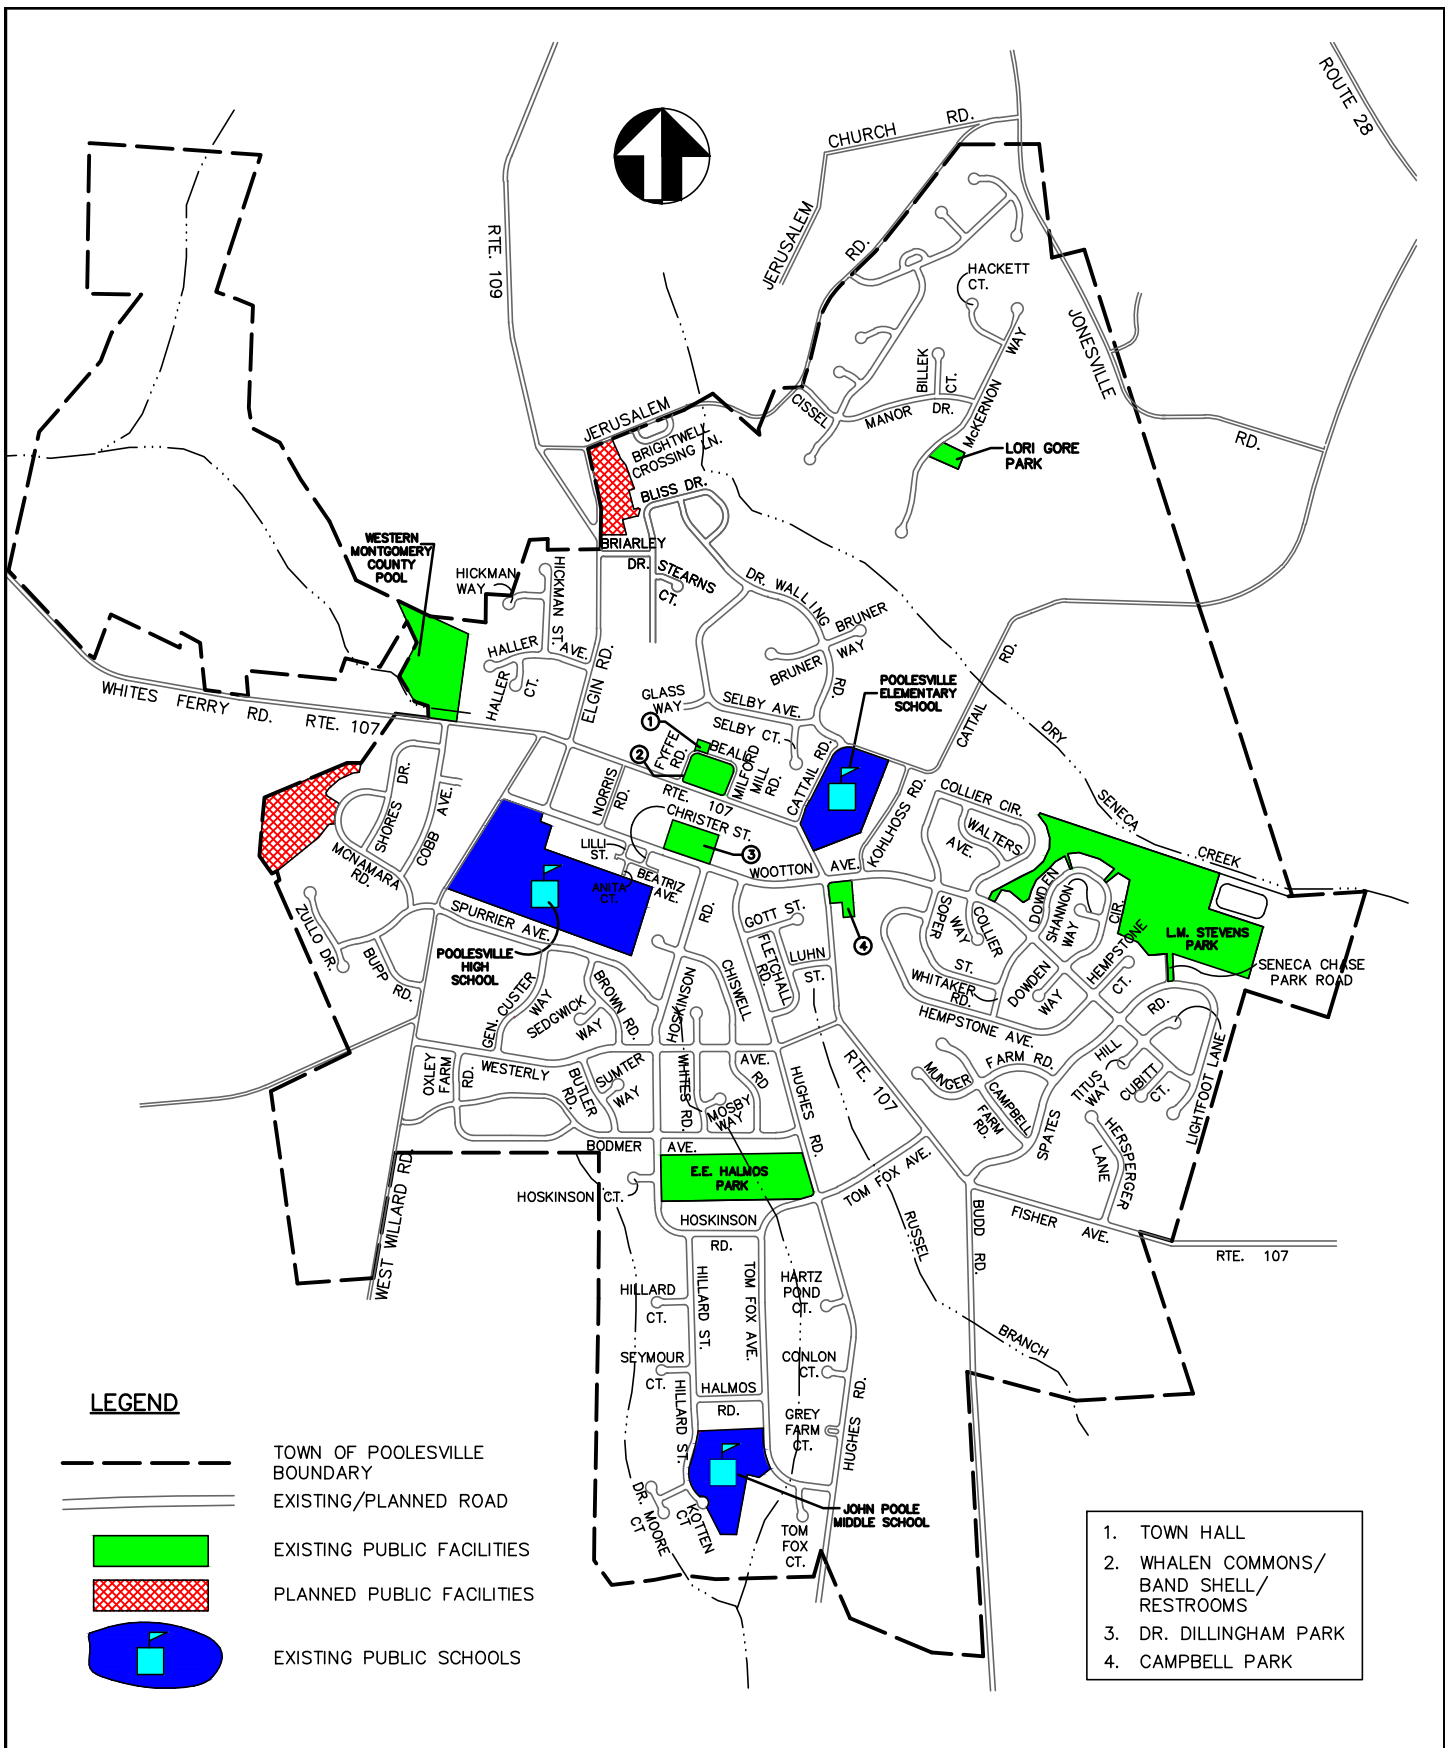 ROUTE 28
CHURCH RD.
JERUSALEM RD.
RTE. 109
HACKETT
CT.
JONESVILLE RD.
BILLEK
CT.
McKERNON WAY
CISSEL
MANOR DR.
LORI GORE
PARK
JERUSALEM
BRIGHTWELL
CROSSING LN.
BLISS DR.
WESTERN
MONTGOMERY
COUNTY
POOL
BRIARLEY
DR.
STEARNS
CT.
HICKMAN
WAY
HICKMAN ST.
DR. WALLING
RD.
BRUNER
WAY
BRUNER
HALLER
AVE.
HALLER
CT.
ELGIN RD.
CATTAIL RD.
WHITES FERRY RD. RTE. 107
GLASS
WAY
SELBY AVE.
SELBY CT.
POOLESVILLE
ELEMENTARY
SCHOOL
DRY
SENECA
CREEK
1
2
FYFFE
RD.
BEALL
MILFORD
MILL
RD.
CATTAIL RD.
RTE. 107
NORRIS
RD.
CHRISTER ST.
3
LILLI
ST.
ANITA
CT.
BEATRIZ
AVE.
WOOTTON AVE.
KOHLHOSS RD.
COLLIER CIR.
WALTERS
AVE.
SHORES DR.
COBB AVE.
MCNAMARA
RD.
ZULLO DR.
BUPP RD.
SPURRIER AVE.
POOLESVILLE
HIGH
SCHOOL
GOTT ST.
FLETCHALL
RD.
LUHN
ST.
4
SOPER
ST.
COLLIER
WAY
WHITAKER
RD.
DOWDEN
CIR.
SHANNON
WAY
DOWDEN
WAY
HEMPSTONE
CT.
HEMPSTONE AVE.
L.M. STEVENS
PARK
SENECA CHASE
PARK ROAD
GEN. CUSTER
WAY
SEDGWICK
WAY
BROWN RD.
HOSKINSON
RD.
CHISWELL
RD
OXLEY
FARM
RD.
WESTERLY
AVE.
BUTLER
RD.
SUMTER
WAY
WHITES RD.
MOSBY
WAY
HUGHES
RD.
RTE. 107
MUNGER
FARM RD.
CAMPBELL
FARM
RD.
SPATES
HILL
RD.
TITUS
WAY
CUBITT
CT.
LIGHTFOOT LANE
HERSPERGER
LANE
BODMER AVE.
E.E. HALMOS
PARK
TOM FOX AVE.
HOSKINSON CT.
HOSKINSON
RD.
WEST WILLARD RD.
RUSSEL
BRANCH
BUDD RD.
FISHER AVE.
RTE. 107
HILLARD
CT.
HILLARD ST.
TOM FOX AVE.
HARTZ
POND
CT.
SEYMOUR
CT.
HILLARD ST.
HALMOS
RD.
CONLON
CT.
GREY
FARM
CT.
HUGHES RD.
DR. MOORE
CT
KOTTEN
CT
JOHN POOLE
MIDDLE SCHOOL
TOM
FOX
CT.
LEGEND
TOWN OF POOLESVILLE
BOUNDARY
EXISTING/PLANNED ROAD
EXISTING PUBLIC FACILITIES
PLANNED PUBLIC FACILITIES
EXISTING PUBLIC SCHOOLS
1. TOWN HALL
2. WHALEN COMMONS/
BAND SHELL/
RESTROOMS
3. DR. DILLINGHAM PARK
4. CAMPBELL PARK